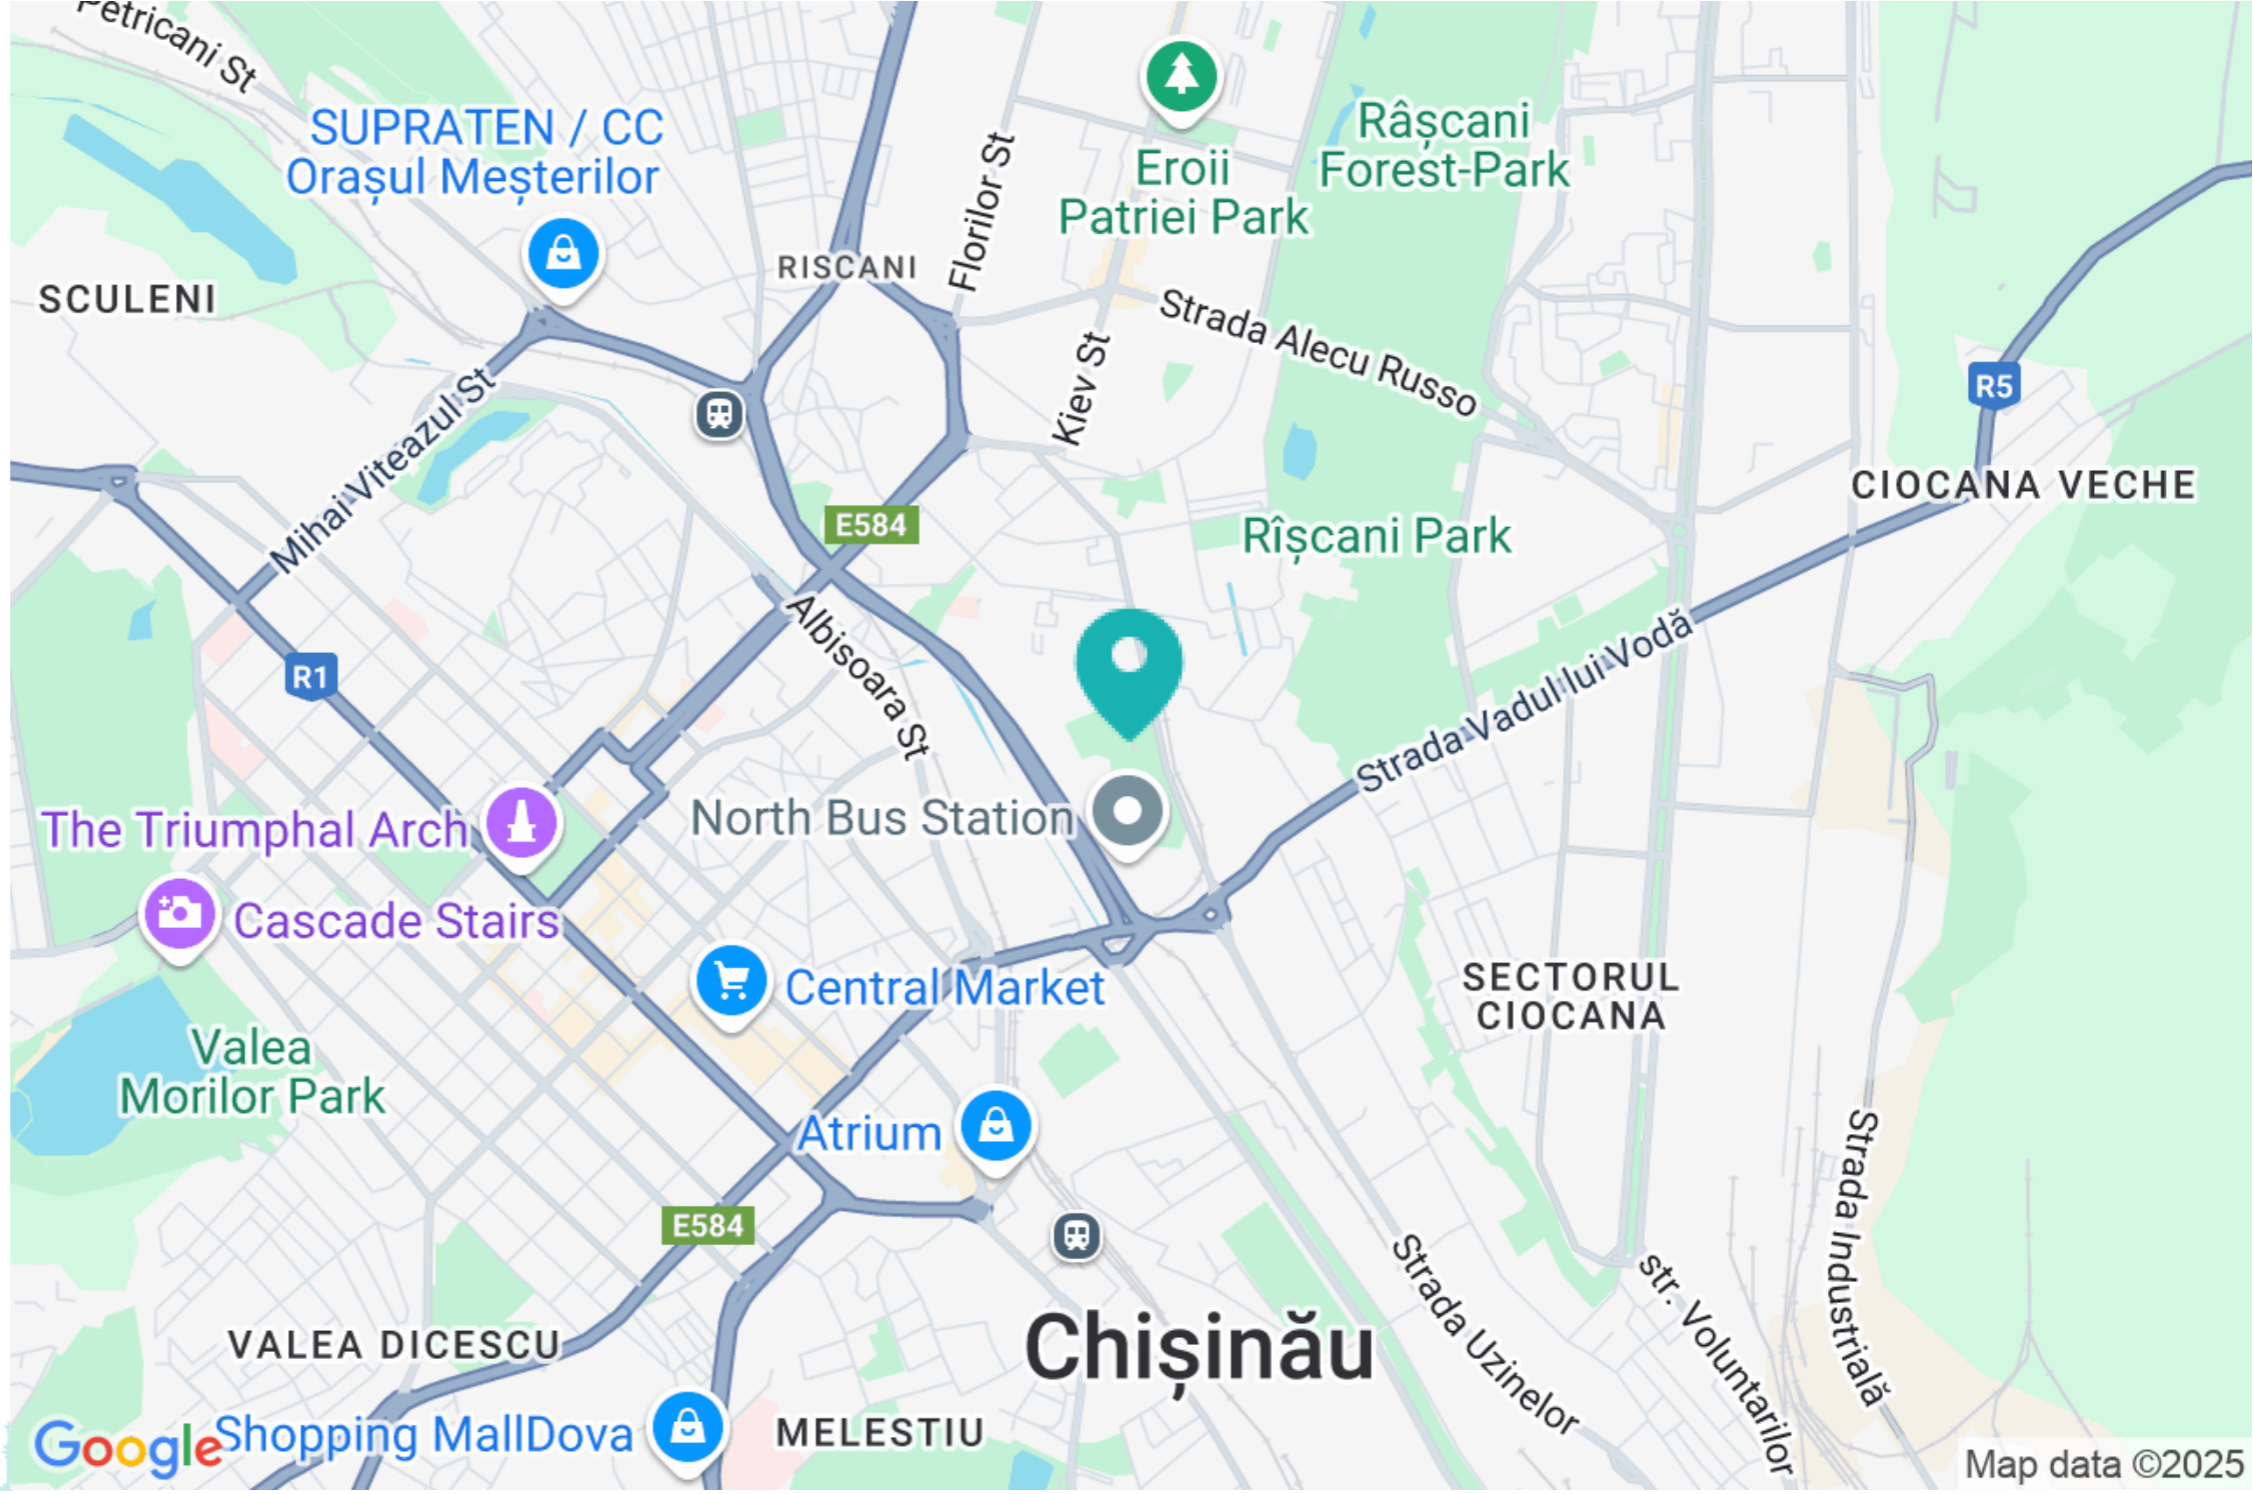 Petricani St
SUPRATEN / CC
Orașul Meșterilor
Râșcani
Forest-Park
Eroii
Patriei Park
Florilor St
RISCANI
SCULENI
Strada Alecu Russo
Kiev St
R5
Mihai Viteazul St
CIOCANA VECHE
E584
Rîșcani Park
Albisoara St
R1
Strada Vadul lui Vodă
The Triumphal Arch
North Bus Station
Cascade Stairs
Central Market
SECTORUL
CIOCANA
Valea
Morilor Park
Atrium
Strada Industrială
E584
Strada Uzinelor
str. Voluntarilor
VALEA DICESCU
Chișinău
Google
Shopping MallDova
MELESTIU
Map data ©2025